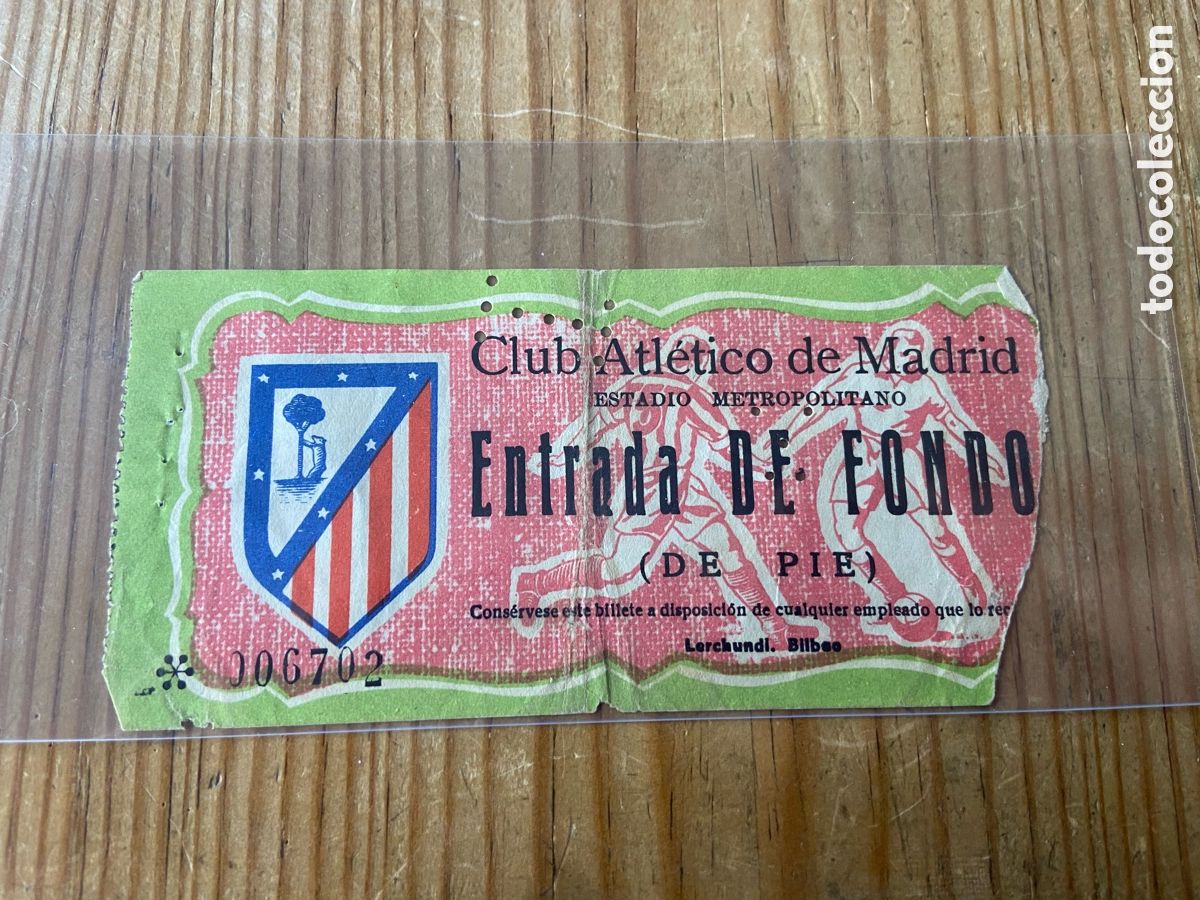 Club Atlético de Madrid
ESTADIO METROPOLITANO
Entrada DE FONDO
(DE PIE)
Consérvese este billete a disposición de cualquier empleado que lo rec
Lerchundi. Bilbao
* 006702
todocoleccion